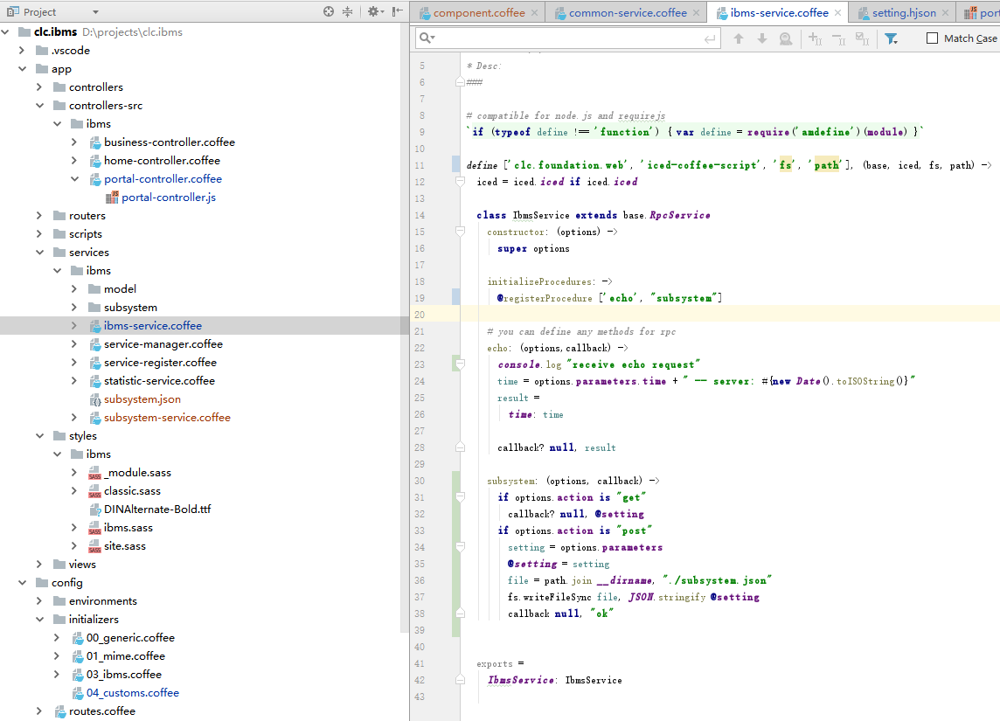 Project
component.coffee
common-service.coffee
ibms-service.coffee
setting.hjson
Match Case
clc.ibms D:\projects\clc.ibms
.vscode
app
controllers
controllers-src
ibms
business-controller.coffee
home-controller.coffee
portal-controller.coffee
portal-controller.js
routers
scripts
services
ibms
model
subsystem
ibms-service.coffee
service-manager.coffee
service-register.coffee
statistic-service.coffee
subsystem.json
subsystem-service.coffee
styles
ibms
_module.sass
classic.sass
DINAlternate-Bold.ttf
ibms.sass
site.sass
views
config
environments
initializers
00_generic.coffee
01_mime.coffee
03_ibms.coffee
04_customs.coffee
routes.coffee
5 * Desc:
6 ###
7
8 # compatible for node.js and requirejs
9 `if (typeof define !== 'function') { var define = require('amdefine')(module) }`
10
11 define ['clc.foundation.web', 'iced-coffee-script', 'fs', 'path'], (base, iced, fs, path) ->
12 iced = iced.iced if iced.iced
13
14 class IbmsService extends base.RpcService
15 constructor: (options) ->
16 super options
17
18 initializeProcedures: ->
19 @registerProcedure ['echo', "subsystem"]
20
21 # you can define any methods for rpc
22 echo: (options,callback) ->
23 console.log "receive echo request"
24 time = options.parameters.time + " -- server: #{new Date().toISOString()}"
25 result =
26 time: time
27
28 callback? null, result
29
30 subsystem: (options, callback) ->
31 if options.action is "get"
32 callback? null, @setting
33 if options.action is "post"
34 setting = options.parameters
35 @setting = setting
36 file = path.join __dirname, "./subsystem.json"
37 fs.writeFileSync file, JSON.stringify @setting
38 callback null, "ok"
39
40
41 exports =
42 IbmsService: IbmsService
43